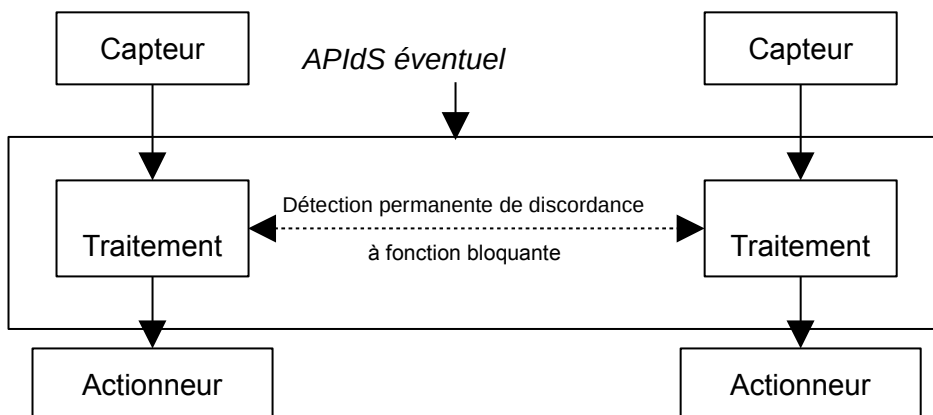 Capteur
APIdS éventuel
Capteur
Traitement
Détection permanente de discordance
à fonction bloquante
Traitement
Actionneur
Actionneur